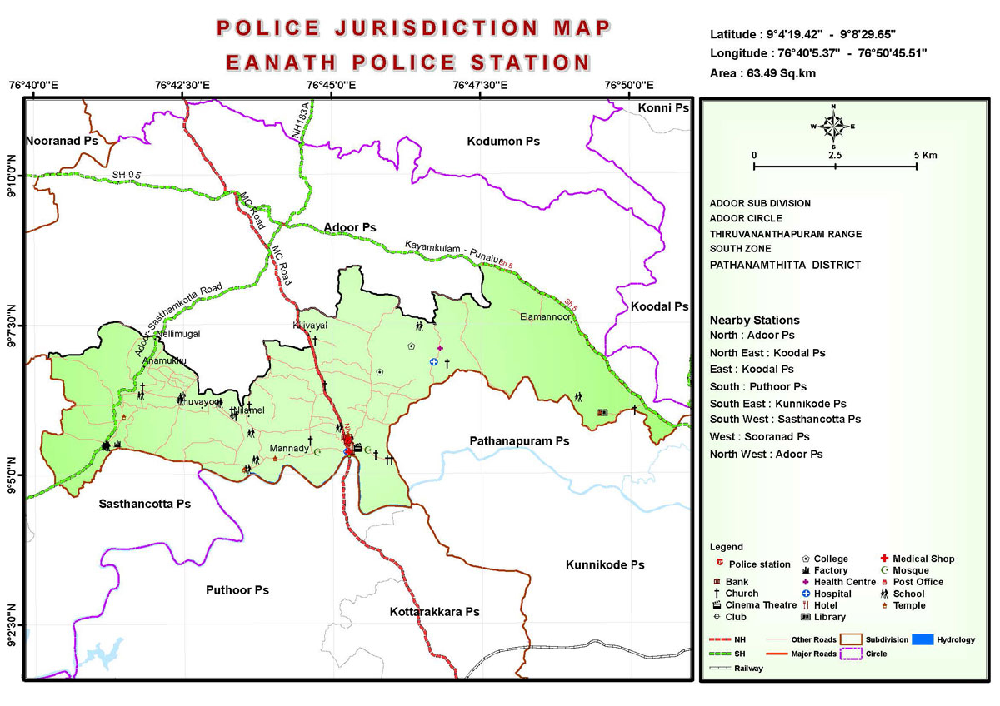 POLICE JURISDICTION MAP
EANATH POLICE STATION
Latitude : 9°4'19.42" - 9°8'29.65"
Longitude : 76°40'5.37" - 76°50'45.51"
Area : 63.49 Sq.km
76°40'0"E 76°42'30"E 76°45'0"E 76°47'30"E 76°50'0"E
9°10'0"N
9°7'30"N
9°5'0"N
9°2'30"N
Konni Ps
Nooranad Ps
Kodumon Ps
NH183A
SH 05
MC Road
Adoor Ps
Kayamkulam - Punalur
Sh 5
MC Road
Adoor-Sasthamkotta Road
Sh 5
Koodal Ps
Elamannoor
Kilivayal
Nellimugal
Anamukku
Nilamel
Mannady
Pathanapuram Ps
Sasthancotta Ps
Kunnikode Ps
Puthoor Ps
Kottarakkara Ps
N
W E
S
0 2.5 5 Km
ADOOR SUB DIVISION
ADOOR CIRCLE
THIRUVANANTHAPURAM RANGE
SOUTH ZONE
PATHANAMTHITTA DISTRICT
Nearby Stations
North : Adoor Ps
North East : Koodal Ps
East : Koodal Ps
South : Puthoor Ps
South East : Kunnikode Ps
South West : Sasthancotta Ps
West : Sooranad Ps
North West : Adoor Ps
Legend
Police station
Bank
Church
Cinema Theatre
Club
College
Factory
Health Centre
Hospital
Hotel
Library
Medical Shop
Mosque
Post Office
School
Temple
NH
SH
Railway
Other Roads
Major Roads
Subdivision
Circle
Hydrology